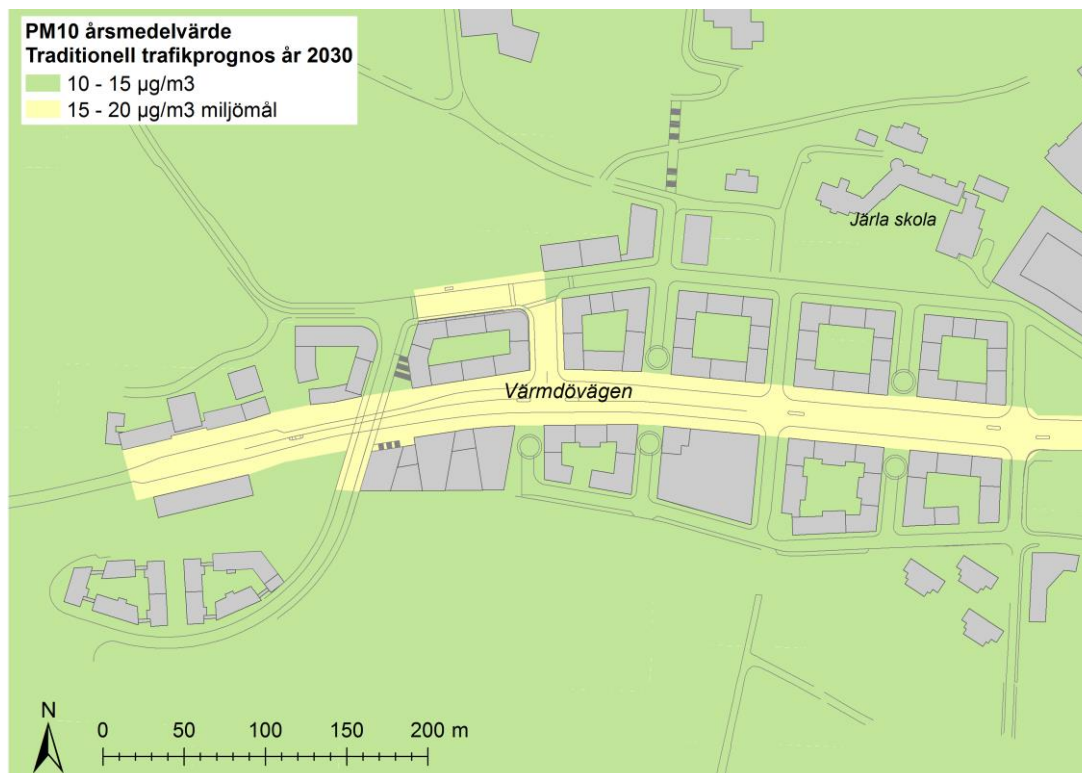 PM10 årsmedelvärde
Traditionell trafikprognos år 2030
10 - 15 µg/m3
15 - 20 µg/m3 miljömål
Järla skola
Värmdövägen
N
0 50 100 150 200 m